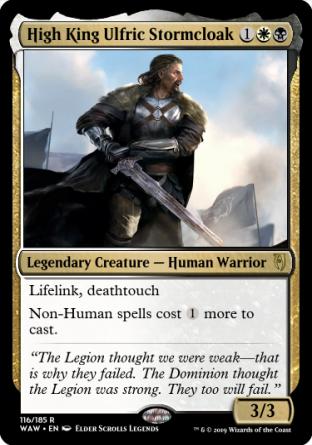 High King Ulfric Stormcloak 1
Legendary Creature — Human Warrior
Lifelink, deathtouch
Non-Human spells cost 1 more to
cast.
"The Legion thought we were weak—that
is why they failed. The Dominion thought
the Legion was strong. They too will fail."
3/3
116/185 R
WAW • EN ELDER SCROLLS LEGENDS
™ & © 2019 Wizards of the Coast